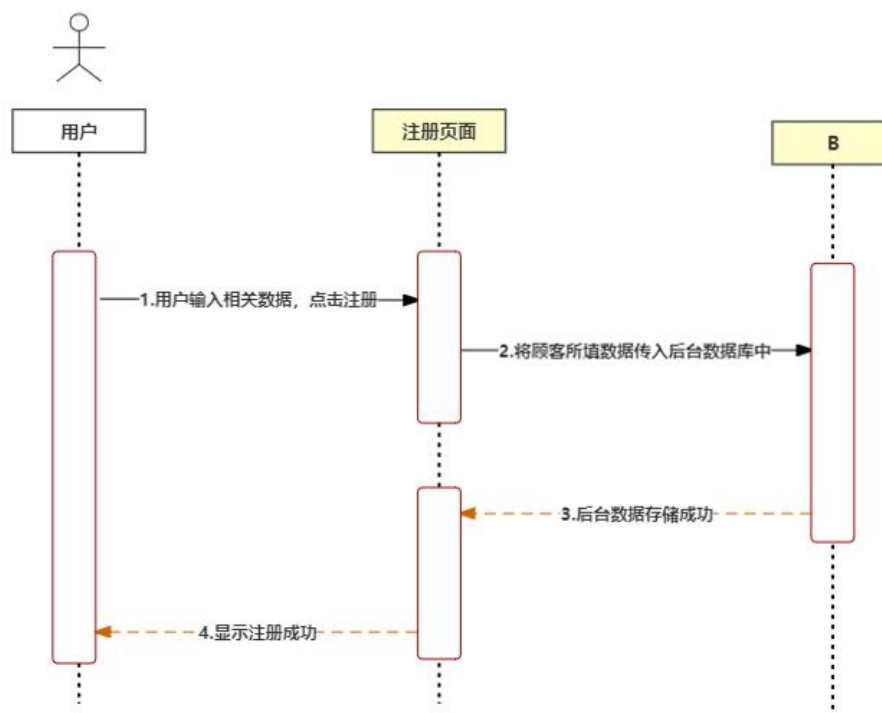 用户
注册页面
B
1.用户输入相关数据，点击注册
2.将顾客所填数据传入后台数据库中
3.后台数据存储成功
4.显示注册成功